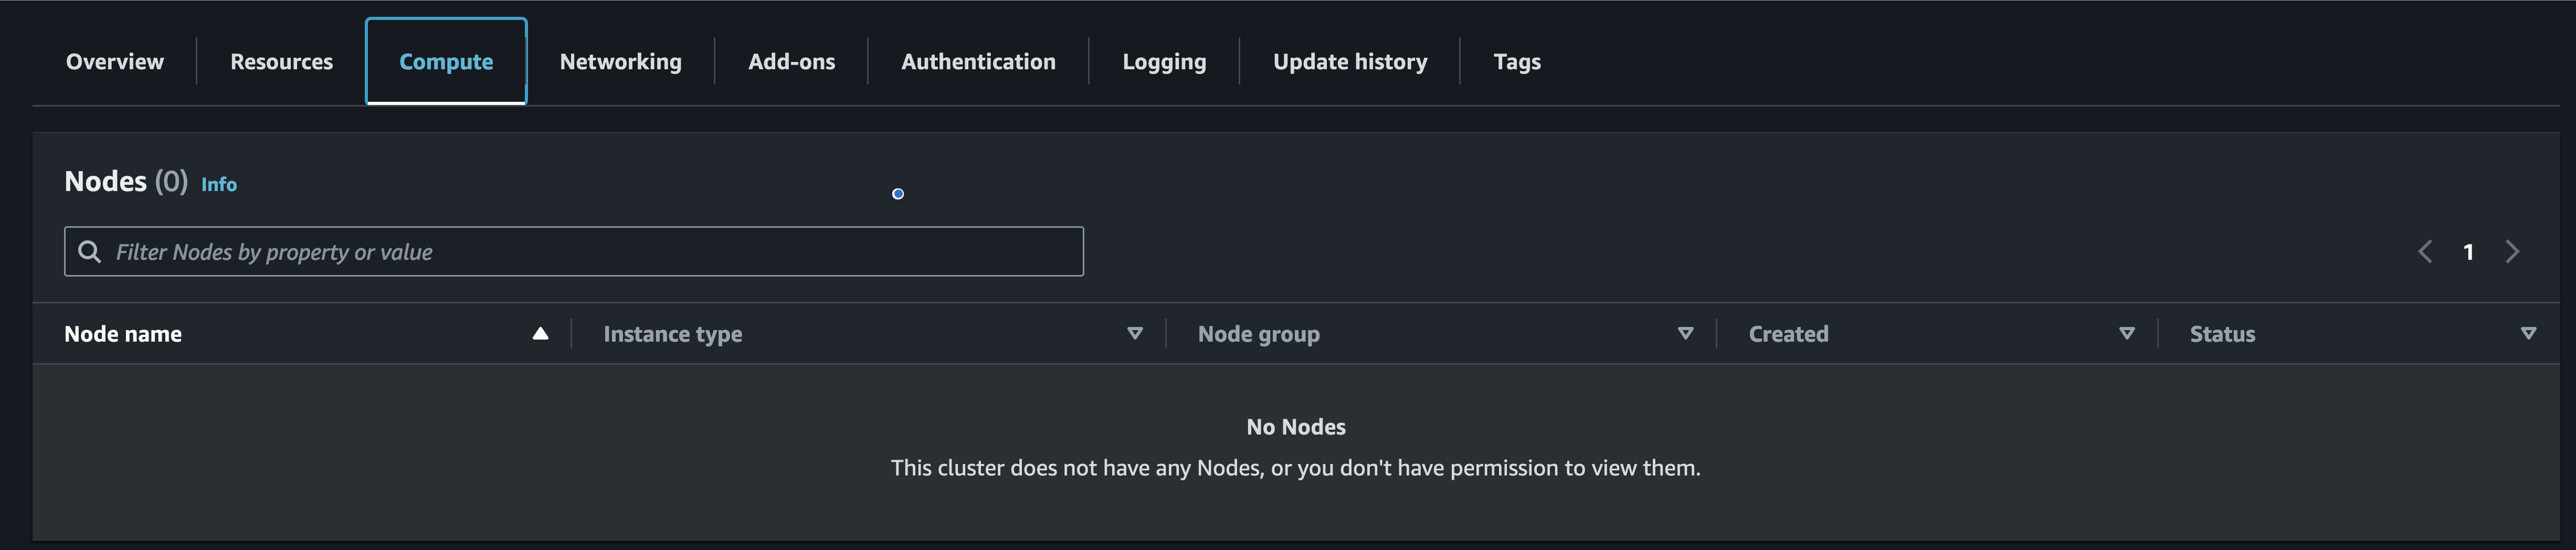 Overview Resources Compute Networking Add-ons Authentication Logging Update history Tags
Nodes (0) Info
Filter Nodes by property or value
1
Node name Instance type Node group Created Status
No Nodes
This cluster does not have any Nodes, or you don't have permission to view them.